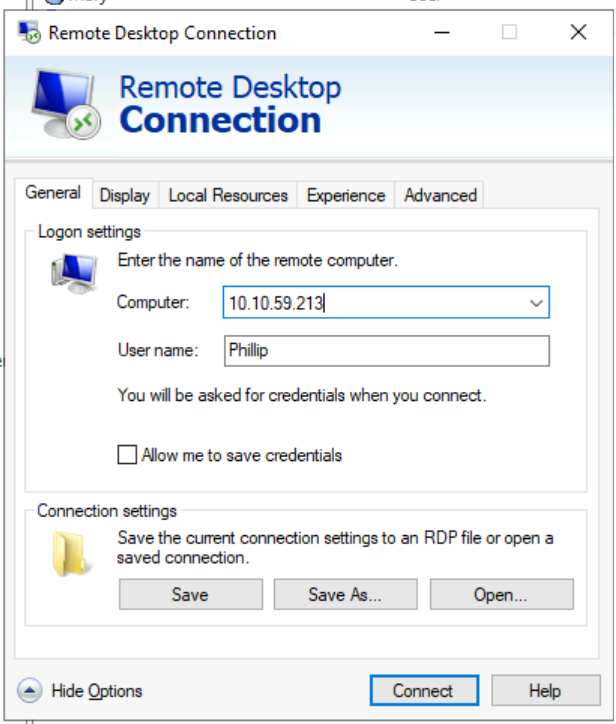 Remote Desktop Connection
Remote Desktop
Connection
General Display Local Resources Experience Advanced
Logon settings
Enter the name of the remote computer.
Computer: 10.10.59.213
User name: Phillip
You will be asked for credentials when you connect.
Allow me to save credentials
Connection settings
Save the current connection settings to an RDP file or open a
saved connection.
Save Save As... Open...
Hide Options Connect Help